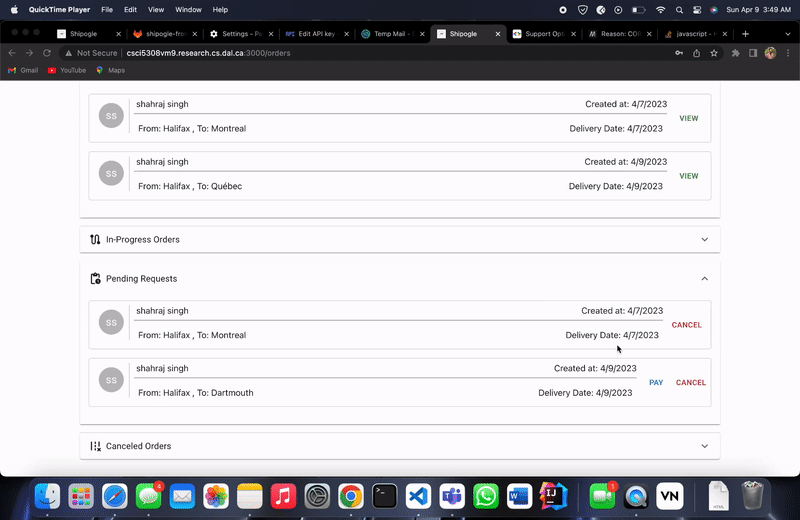 QuickTime Player File Edit View Window Help Sun Apr 9 3:49 AM
Shipogle shipogle-fron Settings - P Edit API key Temp Mail - Shipogle Support Opt Reason: COR javascript - r
Not Secure csci5308vm9.research.cs.dal.ca:3000/orders
Gmail YouTube Maps
SS shahraj singh Created at: 4/7/2023
From: Halifax , To: Montreal Delivery Date: 4/7/2023 VIEW
SS shahraj singh Created at: 4/9/2023
From: Halifax , To: Québec Delivery Date: 4/9/2023 VIEW
In-Progress Orders
Pending Requests
SS shahraj singh Created at: 4/7/2023
From: Halifax , To: Montreal Delivery Date: 4/7/2023 CANCEL
SS shahraj singh Created at: 4/9/2023
From: Halifax , To: Dartmouth Delivery Date: 4/9/2023 PAY CANCEL
Canceled Orders
4 1 VN HTML